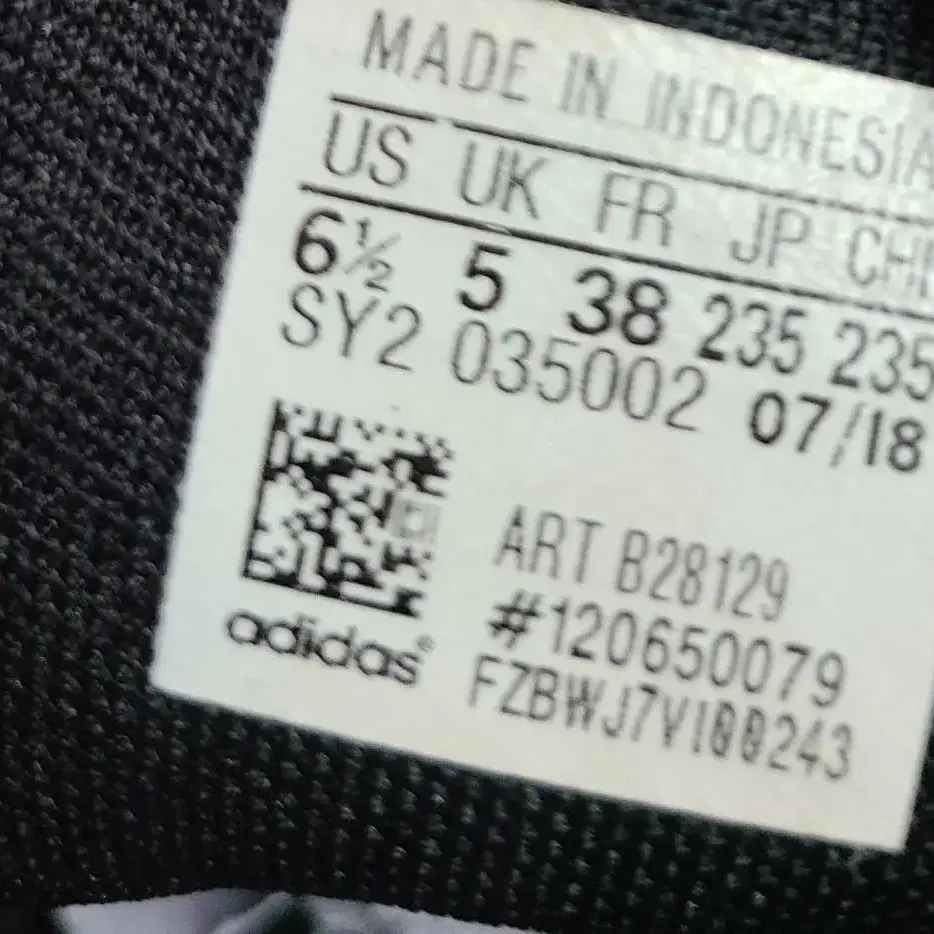 MADE IN INDONESIA
US UK FR JP CHN
6½ 5 38 235 235
SY2 035002 07/18
ART B28129
#120650079
FZBWJ7V100243
adidas®